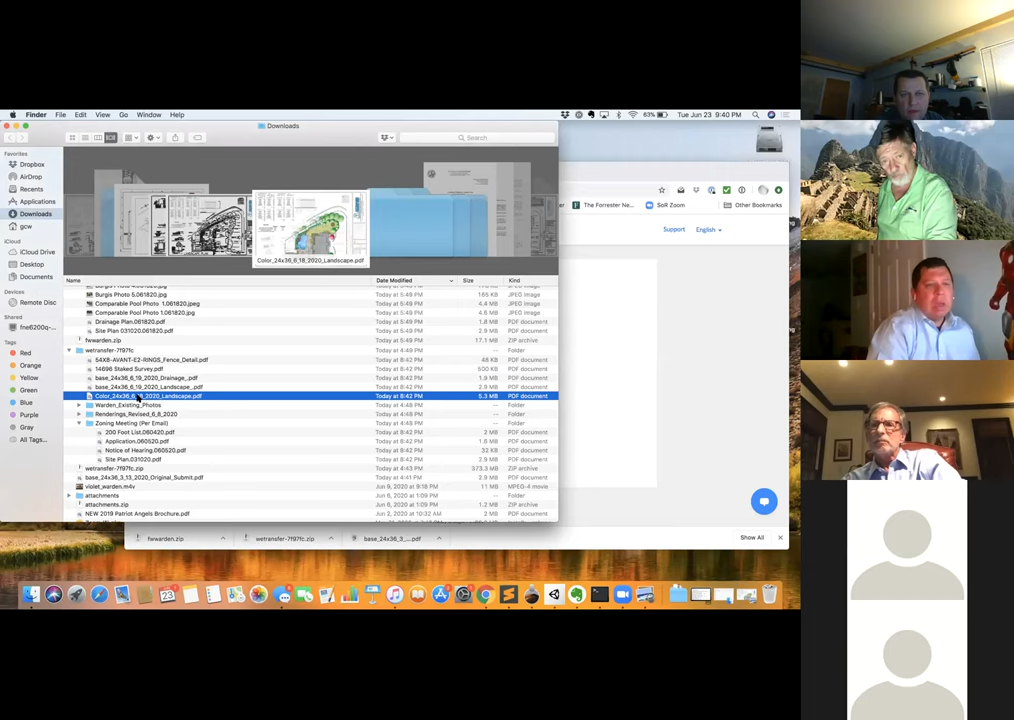 Finder File Edit View Go Window Help
63% Tue Jun 23 9:40 PM
Downloads
Search
Favorites
Dropbox
AirDrop
Recents
Applications
Downloads
gcw
iCloud
iCloud Drive
Desktop
Documents
Devices
Remote Disc
Shared
fne6200q-...
Tags
Red
Orange
Yellow
Green
Blue
Purple
Gray
All Tags...
Color_24x36_6_18_2020_Landscape.pdf
Name Date Modified Size Kind
Burgis Photo 5.061820.jpg Today at 5:49 PM 165 KB JPEG image
Comparable Pool Photo 1.061820.jpeg Today at 5:49 PM 4.4 MB JPEG image
Comparable Pool Photo 1.061820.jpg Today at 5:49 PM 4.6 MB JPEG image
Drainage Plan.061820.pdf Today at 5:49 PM 1.8 MB PDF document
Site Plan 031020.061820.pdf Today at 5:49 PM 2.9 MB PDF document
fwwarden.zip Today at 5:49 PM 17.1 MB ZIP archive
wetransfer-7f97fc Today at 4:49 PM -- Folder
54X8-AVANT-E2-RINGS_Fence_Detail.pdf Today at 8:42 PM 48 KB PDF document
14696 Staked Survey.pdf Today at 8:42 PM 500 KB PDF document
base_24x36_6_19_2020_Drainage_.pdf Today at 8:42 PM 1.9 MB PDF document
base_24x36_6_19_2020_Landscape_.pdf Today at 8:42 PM 2.9 MB PDF document
Color_24x36_6_18_2020_Landscape.pdf Today at 8:42 PM 5.3 MB PDF document
Warden_Existing_Photos Today at 4:48 PM -- Folder
Renderings_Revised_6_8_2020 Today at 4:48 PM -- Folder
Zoning Meeting (Per Email) Today at 4:48 PM -- Folder
200 Foot List.060420.pdf Today at 8:42 PM 2 MB PDF document
Application.060520.pdf Today at 8:42 PM 1.6 MB PDF document
Notice of Hearing.060520.pdf Today at 8:42 PM 32 KB PDF document
Site Plan.031020.pdf Today at 8:42 PM 2.9 MB PDF document
wetransfer-7f97fc.zip Today at 4:43 PM 373.3 MB ZIP archive
base_24x36_3_13_2020_Original_Submit.pdf Today at 4:41 PM 2.9 MB PDF document
violet_warden.m4v Jun 9, 2020 at 9:18 PM 11 MB MPEG-4 movie
attachments Jun 6, 2020 at 1:09 PM -- Folder
attachments.zip Jun 6, 2020 at 1:09 PM 1.2 MB ZIP archive
NEW 2019 Patriot Angels Brochure.pdf Jun 2, 2020 at 10:32 AM 2 MB PDF document
The Forrester Ne... SoR Zoom Other Bookmarks
Support English
fwwarden.zip wetransfer-7f97fc.zip base_24_36_3_....pdf Show All
23